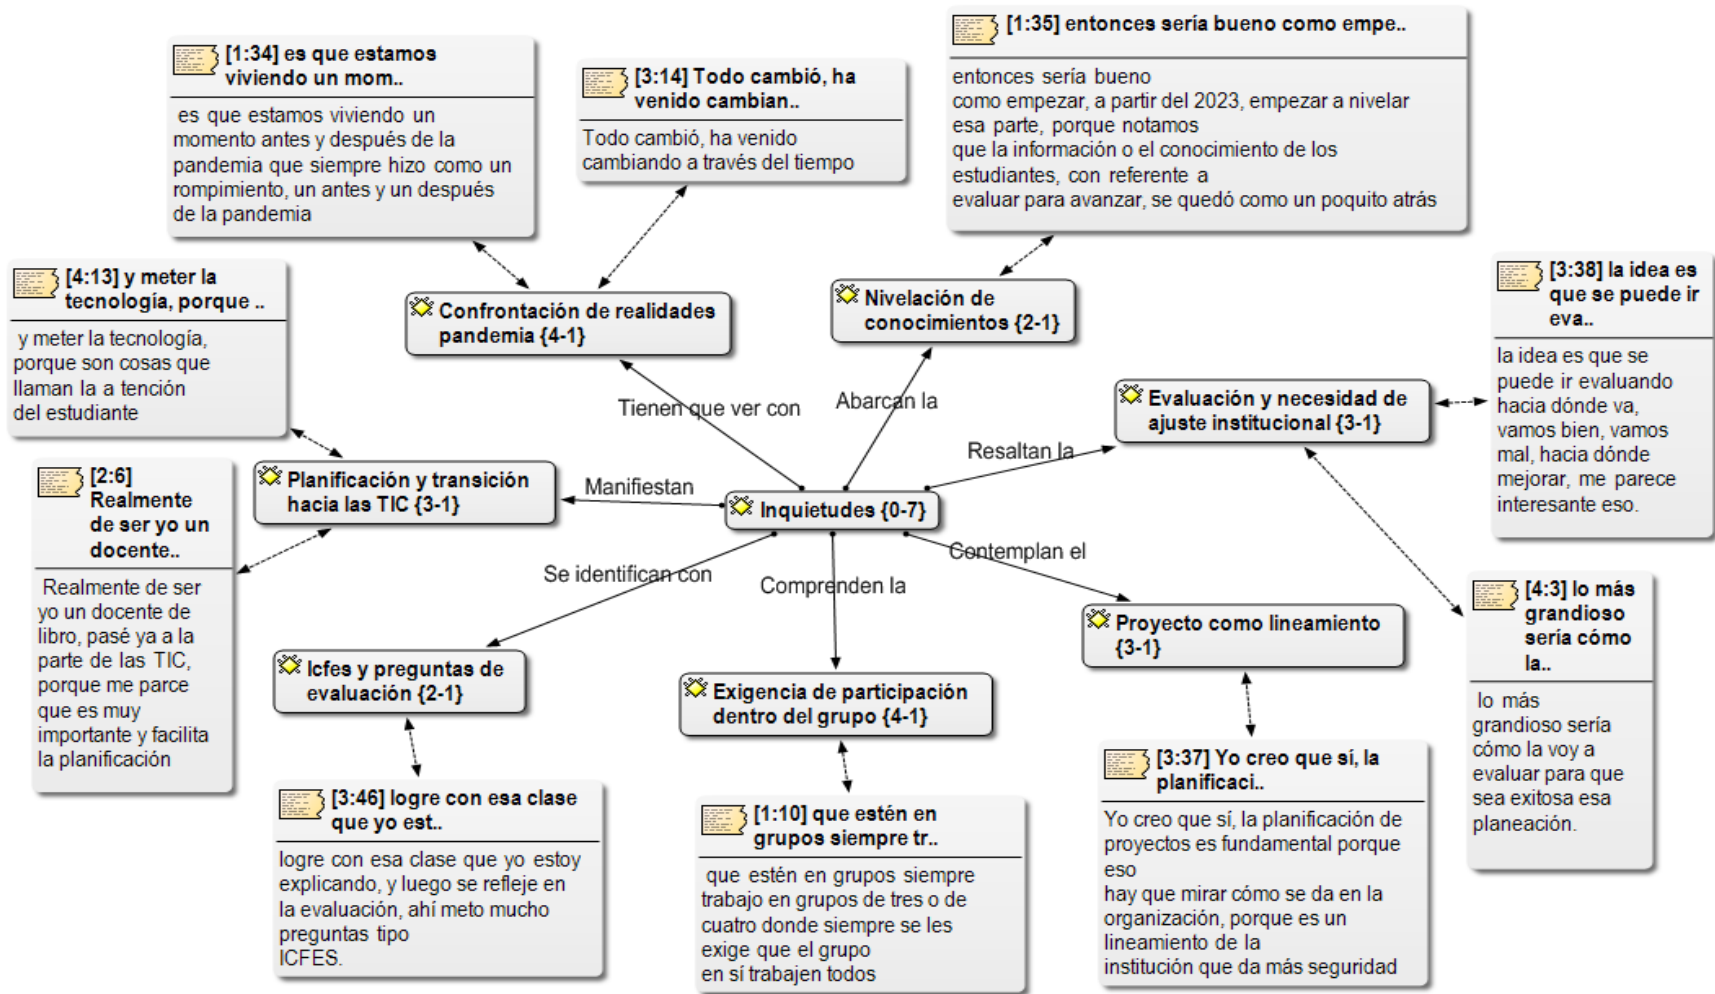 [1:34] es que estamos
viviendo un mom..
es que estamos viviendo un
momento antes y después de la
pandemia que siempre hizo como un
rompimiento, un antes y un después
de la pandemia
[3:14] Todo cambió, ha
venido cambian..
Todo cambió, ha venido
cambiando a través del tiempo
[1:35] entonces sería bueno como empe..
entonces sería bueno
como empezar, a partir del 2023, empezar a nivelar
esa parte, porque notamos
que la información o el conocimiento de los
estudiantes, con referente a
evaluar para avanzar, se quedó como un poquito atrás
[4:13] y meter la
tecnología, porque ..
y meter la tecnología,
porque son cosas que
llaman la a tención
del estudiante
Confrontación de realidades
pandemia {4-1}
Nivelación de
conocimientos {2-1}
[3:38] la idea es
que se puede ir
eva..
la idea es que se
puede ir evaluando
hacia dónde va,
vamos bien, vamos
mal, hacia dónde
mejorar, me parece
interesante eso.
Evaluación y necesidad de
ajuste institucional {3-1}
Tienen que ver con
Abarcan la
Resaltan la
[2:6]
Realmente
de ser yo un
docente..
Realmente de ser
yo un docente de
libro, pasé ya a la
parte de las TIC,
porque me parce
que es muy
importante y facilita
la planificación
Planificación y transición
hacia las TIC {3-1}
Manifiestan
Inquietudes {0-7}
Se identifican con
Comprenden la
Contemplan el
Icfes y preguntas de
evaluación {2-1}
Exigencia de participación
dentro del grupo {4-1}
Proyecto como lineamiento
{3-1}
[4:3] lo más
grandioso
sería cómo
la..
lo más
grandioso sería
cómo la voy a
evaluar para que
sea exitosa esa
planeación.
[3:46] logre con esa clase
que yo est..
logre con esa clase que yo estoy
explicando, y luego se refleje en
la evaluación, ahí meto mucho
preguntas tipo
ICFES.
[1:10] que estén en
grupos siempre tr..
que estén en grupos siempre
trabajo en grupos de tres o de
cuatro donde siempre se les
exige que el grupo
en sí trabajen todos
[3:37] Yo creo que sí, la
planificaci..
Yo creo que sí, la planificación de
proyectos es fundamental porque
eso
hay que mirar cómo se da en la
organización, porque es un
lineamiento de la
institución que da más seguridad